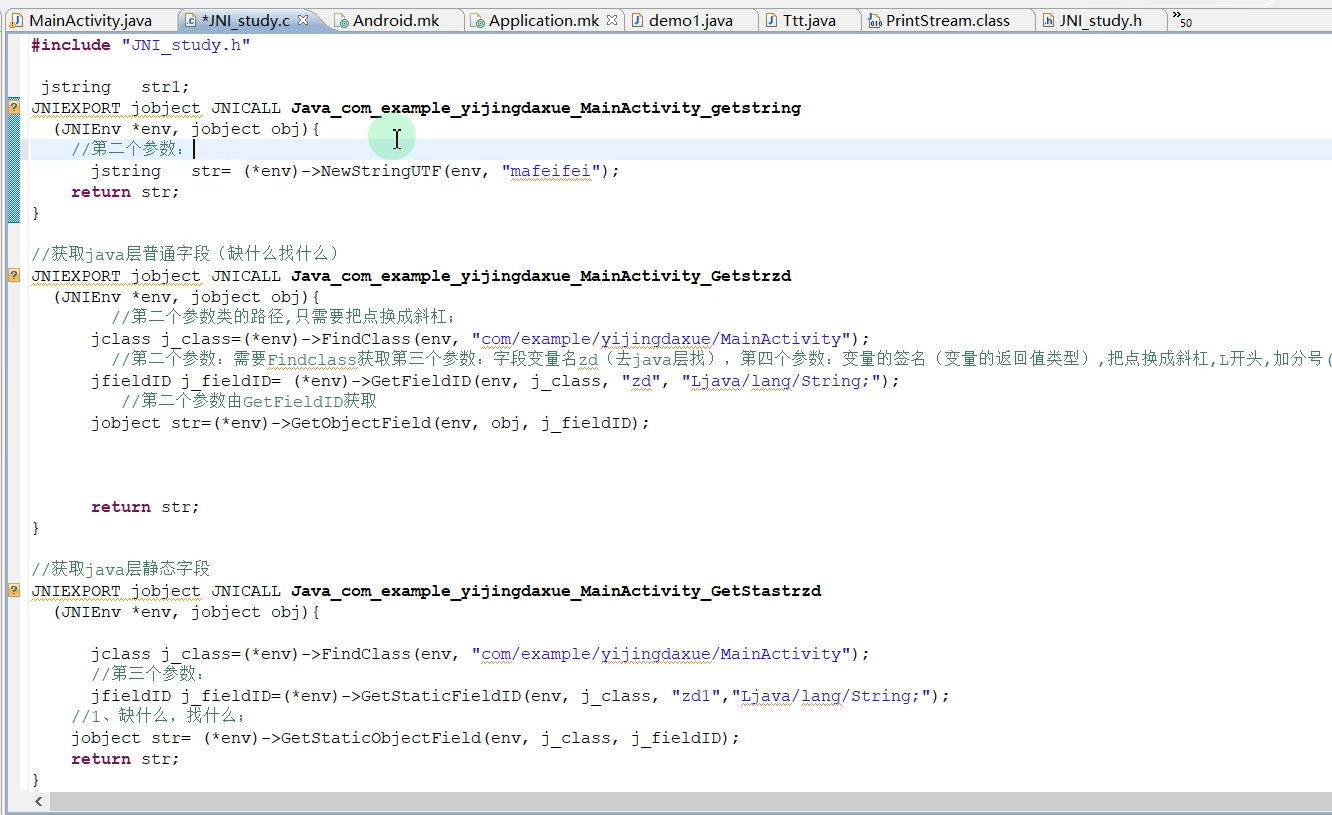 MainActivity.java *JNI_study.c Android.mk Application.mk demo1.java Ttt.java PrintStream.class JNI_study.h »50
#include "JNI_study.h"
jstring   str1;
JNIEXPORT jobject JNICALL Java_com_example_yijingdaxue_MainActivity_getstring
(JNIEnv *env, jobject obj){
//第二个参数：
jstring   str= (*env)->NewStringUTF(env, "mafeifei");
return str;
}
//获取java层普通字段（缺什么找什么）
JNIEXPORT jobject JNICALL Java_com_example_yijingdaxue_MainActivity_Getstrzd
(JNIEnv *env, jobject obj){
//第二个参数类的路径,只需要把点换成斜杠；
jclass j_class=(*env)->FindClass(env, "com/example/yijingdaxue/MainActivity");
//第二个参数：需要Findclass获取第三个参数：字段变量名zd（去java层找），第四个参数：变量的签名（变量的返回值类型）,把点换成斜杠,L开头,加分号(
jfieldID j_fieldID= (*env)->GetFieldID(env, j_class, "zd", "Ljava/lang/String;");
//第二个参数由GetFieldID获取
jobject str=(*env)->GetObjectField(env, obj, j_fieldID);
return str;
}
//获取java层静态字段
JNIEXPORT jobject JNICALL Java_com_example_yijingdaxue_MainActivity_GetStastrzd
(JNIEnv *env, jobject obj){
jclass j_class=(*env)->FindClass(env, "com/example/yijingdaxue/MainActivity");
//第三个参数：
jfieldID j_fieldID=(*env)->GetStaticFieldID(env, j_class, "zd1","Ljava/lang/String;");
//1、缺什么，找什么；
jobject str= (*env)->GetStaticObjectField(env, j_class, j_fieldID);
return str;
}